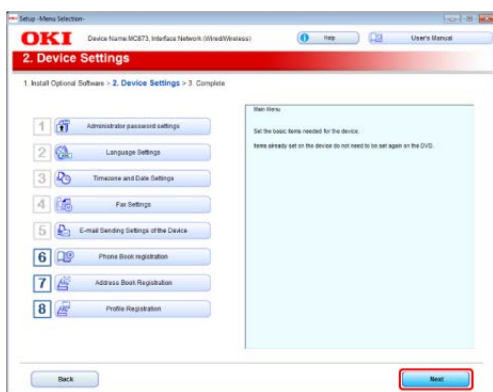 Setup -Menu Selection-
OKI Device Name:MC873, Interface:Network (Wired/Wireless) Help User's Manual
2. Device Settings
1. Install Optional Software > 2. Device Settings > 3. Complete
Main Menu
Set the basic items needed for the device.
Items already set on the device do not need to be set again on the DVD.
1 Administrator password settings
2 Language Settings
3 Timezone and Date Settings
4 Fax Settings
5 E-mail Sending Settings of the Device
6 Phone Book registration
7 Address Book Registration
8 Profile Registration
Back Next